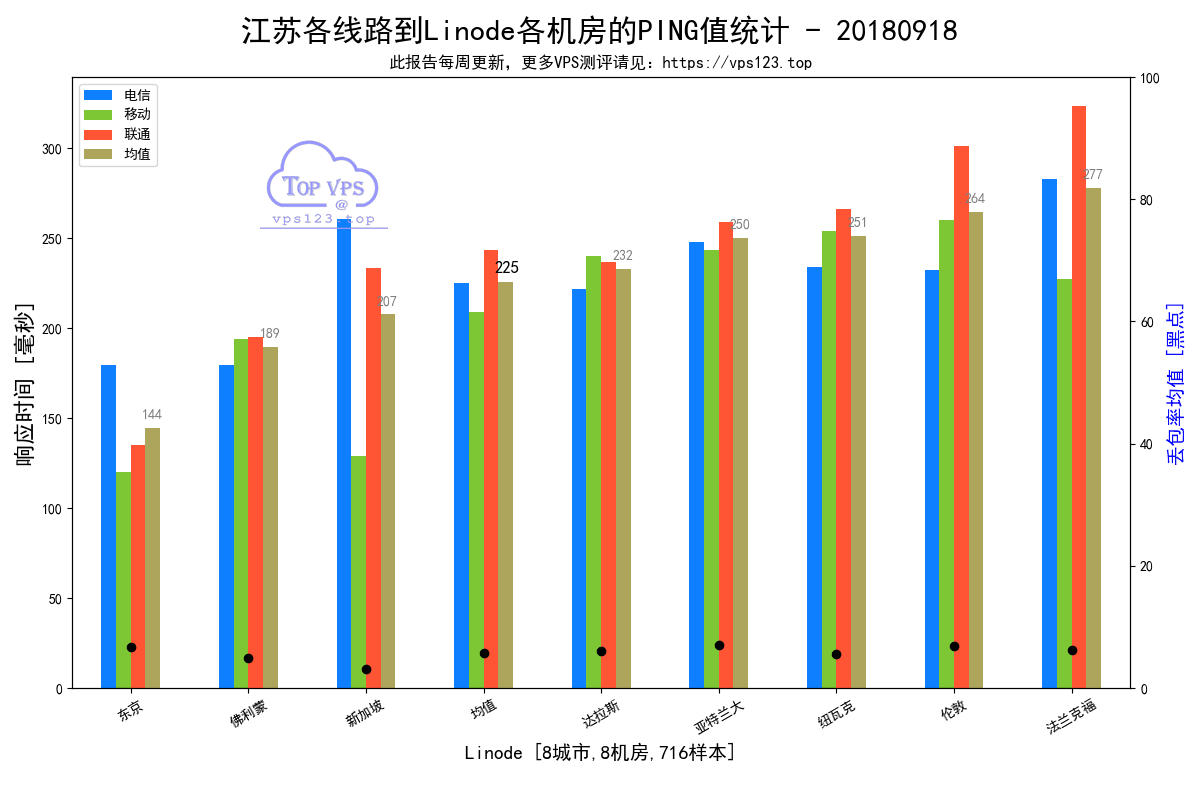 江苏各线路到Linode各机房的PING值统计 - 20180918
此报告每周更新，更多VPS测评请见：https://vps123.top
电信
移动
联通
均值
TOP VPS
@
vps123.top
响应时间 [毫秒]
300
250
200
150
100
50
0
144
189
207
225
232
250
251
264
277
100
80
60
40
20
0
丢包率均值 [黑点]
东京
佛利蒙
新加坡
均值
达拉斯
亚特兰大
纽瓦克
伦敦
法兰克福
Linode [8城市,8机房,716样本]